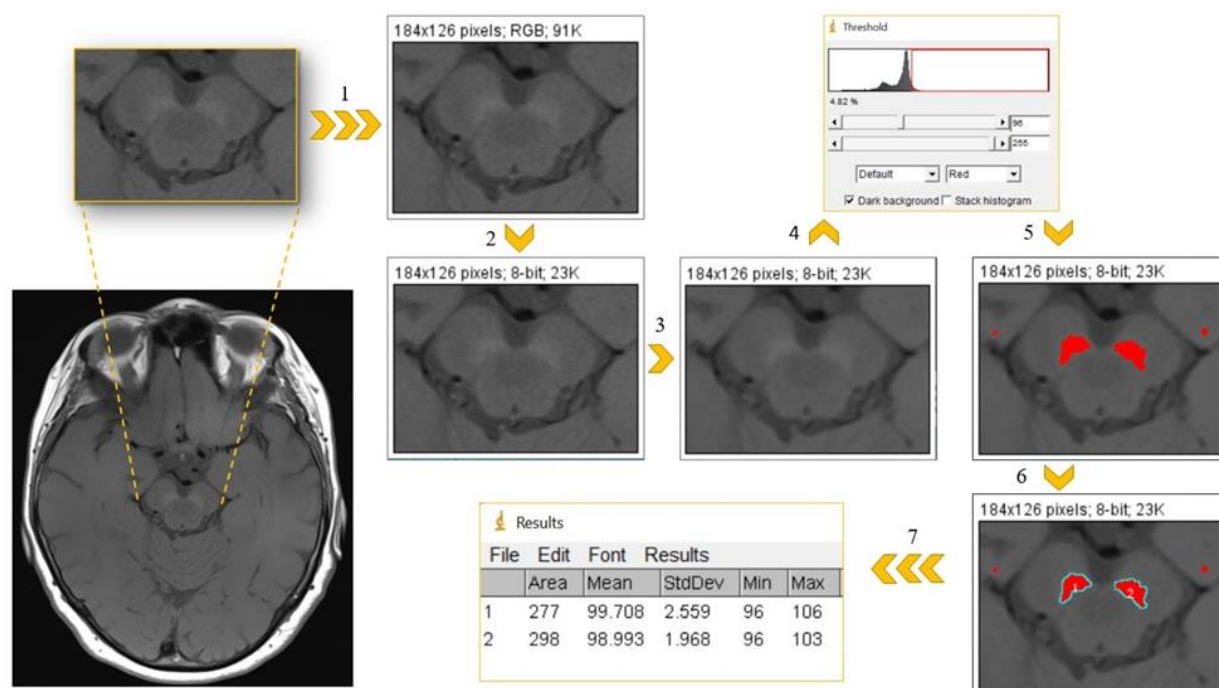 184x126 pixels; RGB; 91K
1
2
184x126 pixels; 8-bit; 23K
3
184x126 pixels; 8-bit; 23K
4
Threshold
4.82 %
96
255
Default Red
Dark background Stack histogram
5
184x126 pixels; 8-bit; 23K
6
184x126 pixels; 8-bit; 23K
1 2
7
Results
File Edit Font Results
Area Mean StdDev Min Max
1 277 99.708 2.559 96 106
2 298 98.993 1.968 96 103